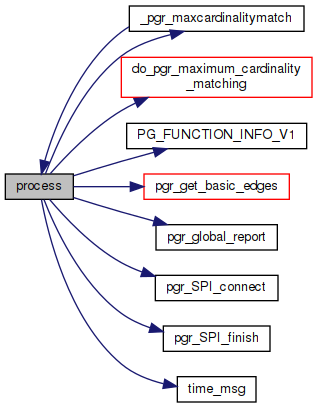 _pgr_maxcardinalitymatch
do_pgr_maximum_cardinality
_matching
PG_FUNCTION_INFO_V1
process
pgr_get_basic_edges
pgr_global_report
pgr_SPI_connect
pgr_SPI_finish
time_msg